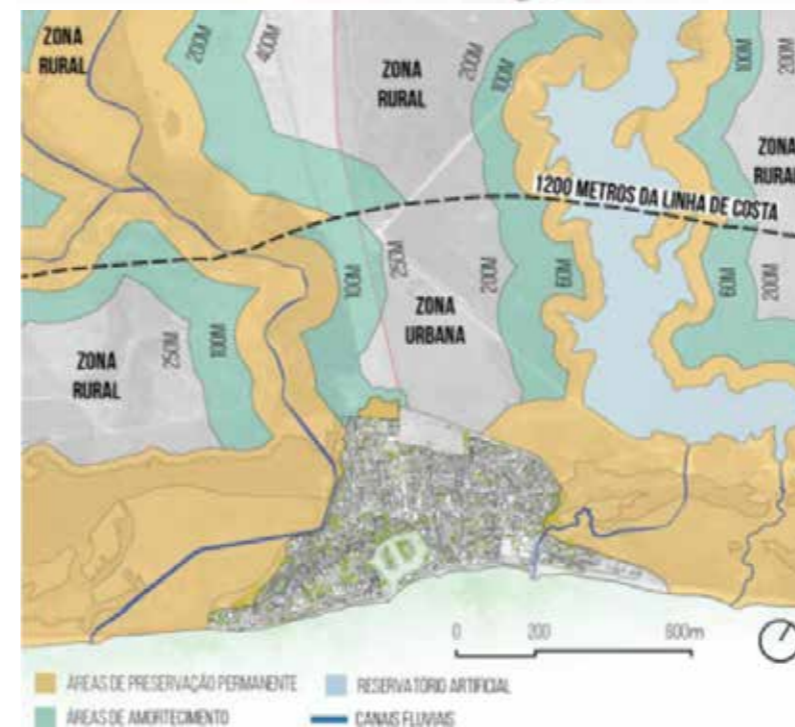 ZONA
RURAL
200M
400M
ZONA
RURAL
200M
100M
100M
200M
ZONA
RURAL
1200 METROS DA LINHA DE COSTA
100M
250M
200M
60M
60M
200M
ZONA
URBANA
ZONA
RURAL
250M
100M
0 200 600m
ÁREAS DE PRESERVAÇÃO PERMANENTE
RESERVATÓRIO ARTIFICIAL
ÁREAS DE AMORTECIMENTO
CANAIS FLUVIAIS